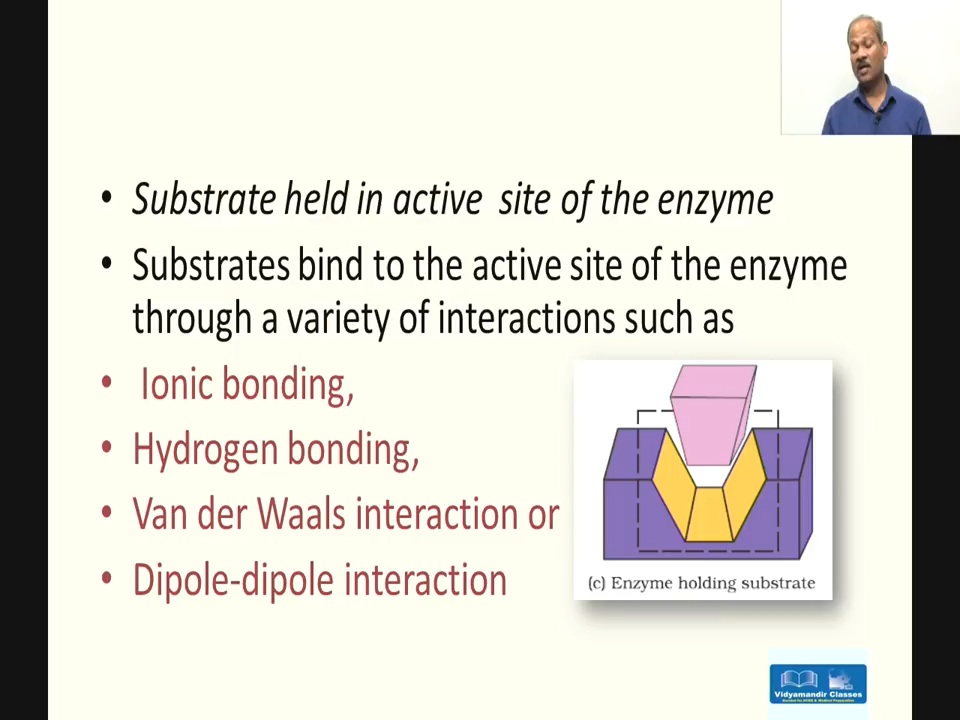 • Substrate held in active site of the enzyme
• Substrates bind to the active site of the enzyme
through a variety of interactions such as
• Ionic bonding,
• Hydrogen bonding,
• Van der Waals interaction or
• Dipole-dipole interaction
(c) Enzyme holding substrate
Vidyamandir Classes